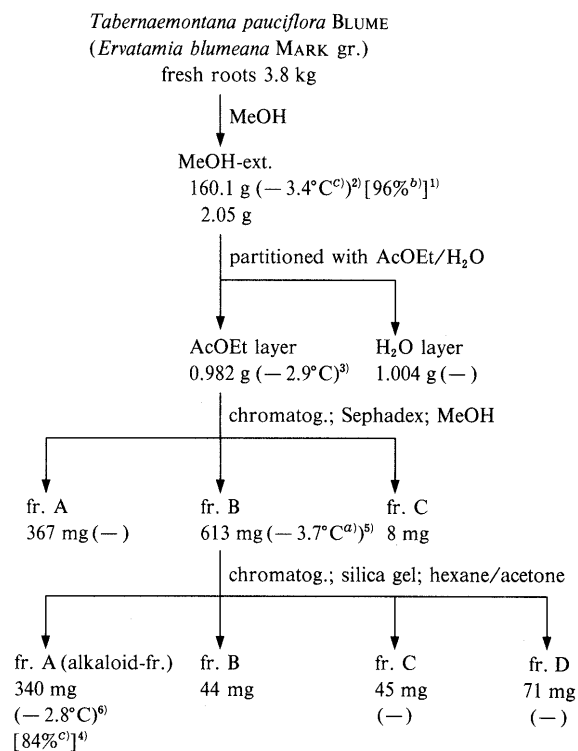 Tabernaemontana pauciflora BLUME
(Ervatamia blumeana MARK gr.)
fresh roots 3.8 kg
MeOH
MeOH-ext.
160.1 g (−3.4°C^c))^2) [96%^b)]^1)
2.05 g
partitioned with AcOEt/H₂O
AcOEt layer
0.982 g (−2.9°C)^3)
H₂O layer
1.004 g (—)
chromatog.; Sephadex; MeOH
fr. A
367 mg (—)
fr. B
613 mg (−3.7°C^a))^5)
fr. C
8 mg
chromatog.; silica gel; hexane/acetone
fr. A (alkaloid-fr.)
340 mg
(−2.8°C)^6)
[84%^c)]^4)
fr. B
44 mg
fr. C
45 mg
(—)
fr. D
71 mg
(—)